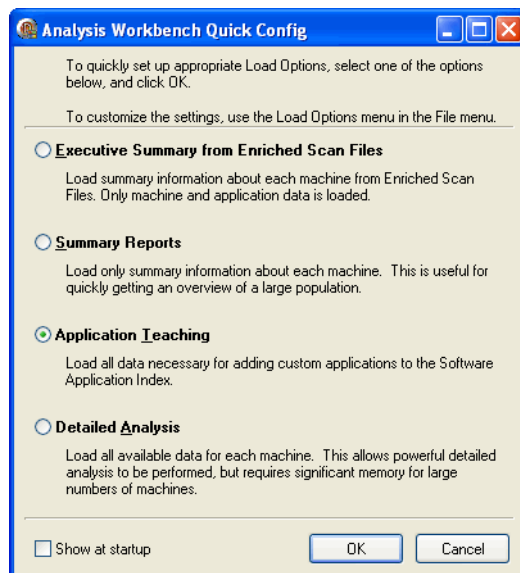 Analysis Workbench Quick Config
To quickly set up appropriate Load Options, select one of the options
below, and click OK.
To customize the settings, use the Load Options menu in the File menu.
Executive Summary from Enriched Scan Files
Load summary information about each machine from Enriched Scan
Files. Only machine and application data is loaded.
Summary Reports
Load only summary information about each machine. This is useful for
quickly getting an overview of a large population.
Application Teaching
Load all data necessary for adding custom applications to the Software
Application Index.
Detailed Analysis
Load all available data for each machine. This allows powerful detailed
analysis to be performed, but requires significant memory for large
numbers of machines.
Show at startup
OK
Cancel